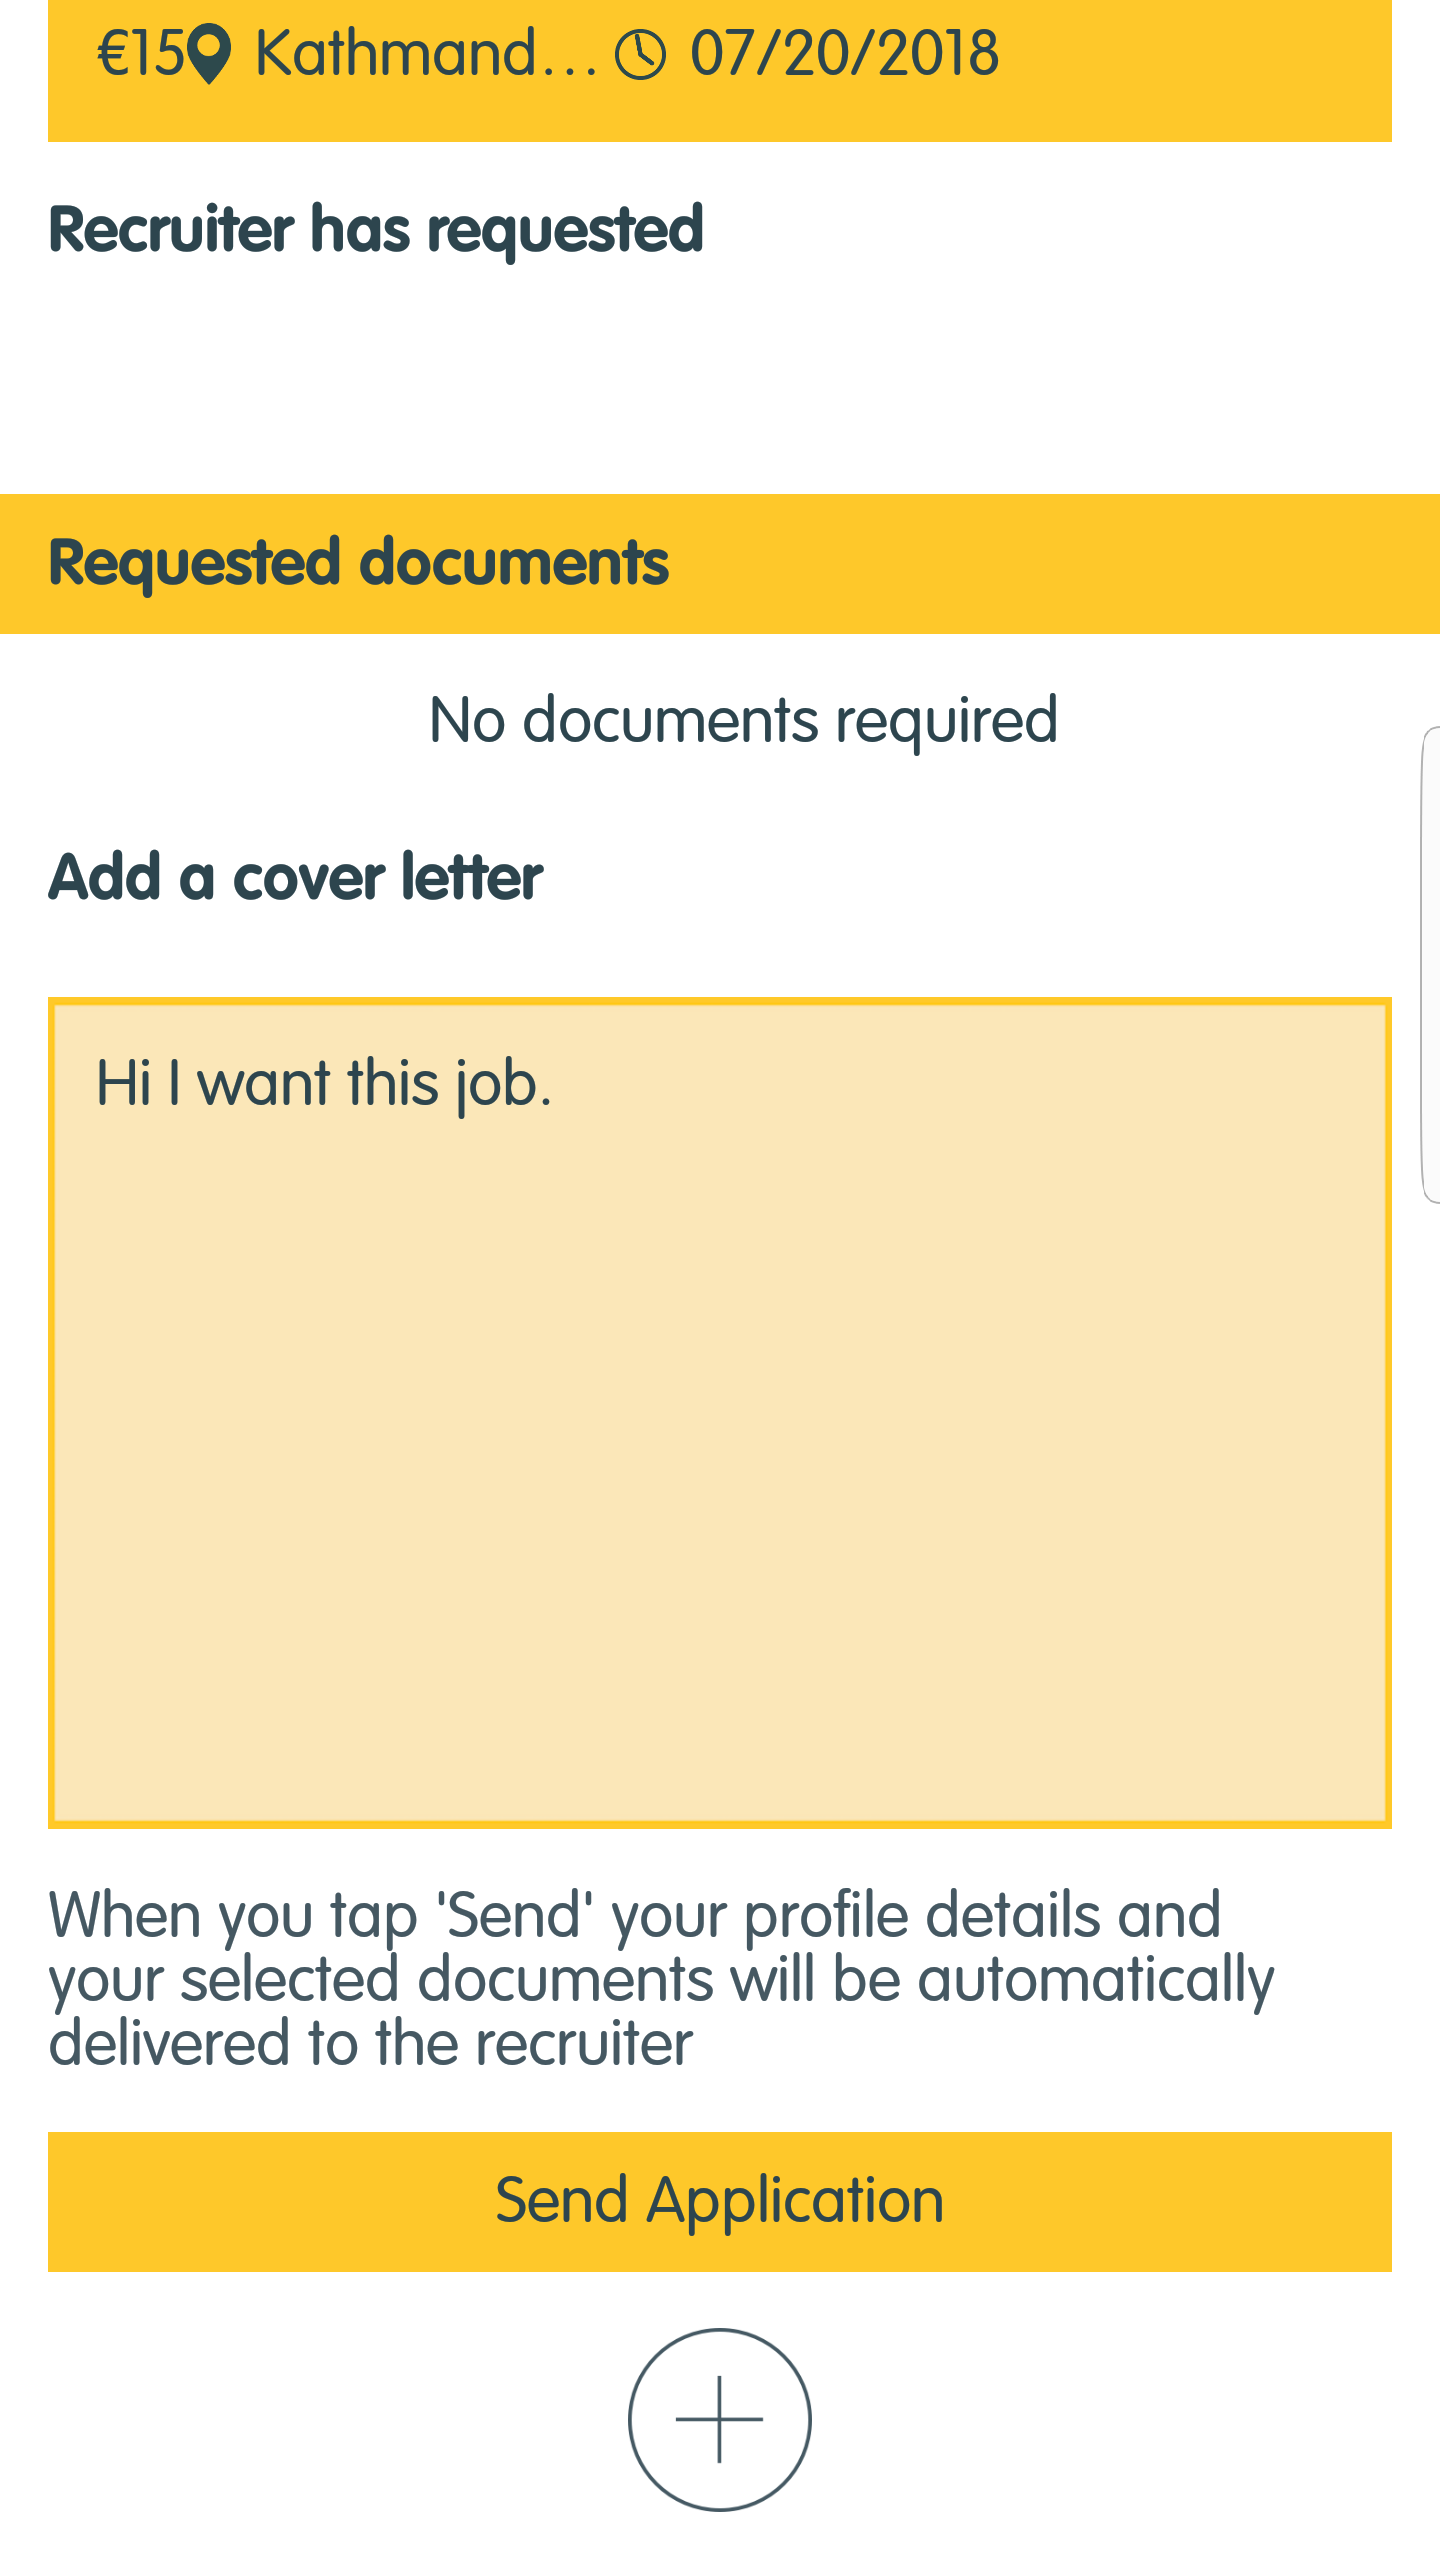 €15 Kathmand... 07/20/2018
Recruiter has requested
Requested documents
No documents required
Add a cover letter
Hi I want this job.
When you tap 'Send' your profile details and
your selected documents will be automatically
delivered to the recruiter
Send Application